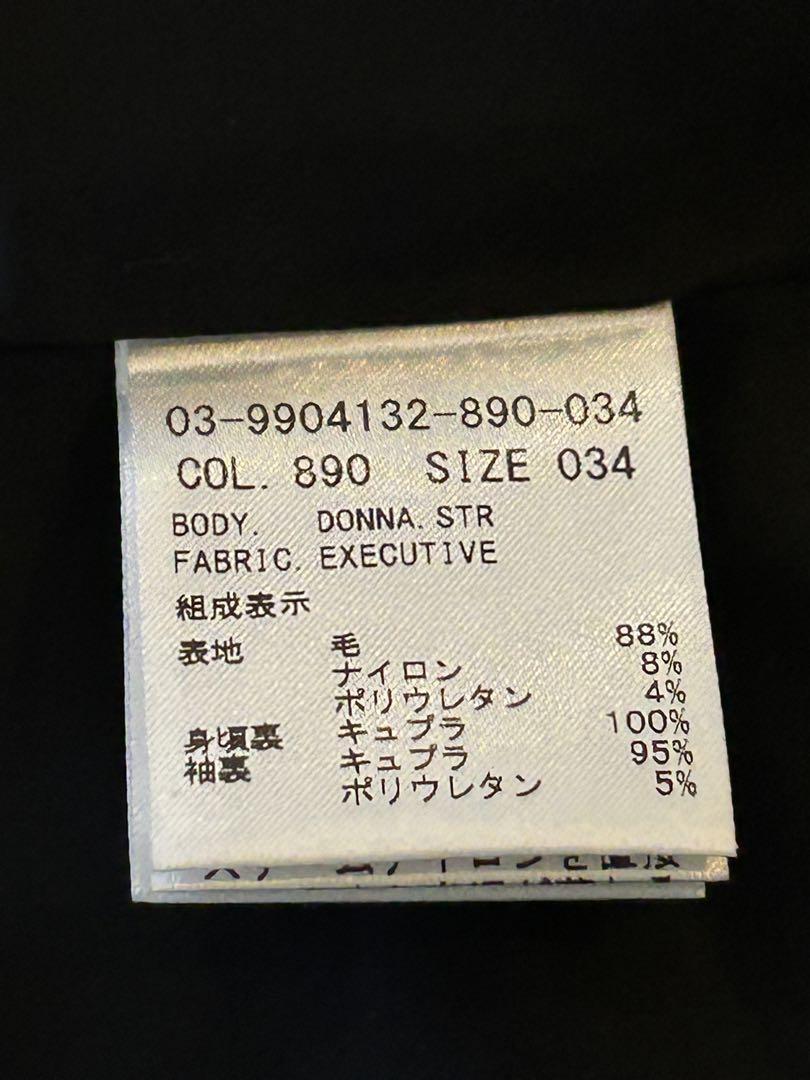 03-9904132-890-034
COL. 890 SIZE 034
BODY. DONNA. STR
FABRIC. EXECUTIVE
組成表示
表地 毛 88%
ナイロン 8%
ポリウレタン 4%
身頃裏 キュプラ 100%
袖裏 キュプラ 95%
ポリウレタン 5%